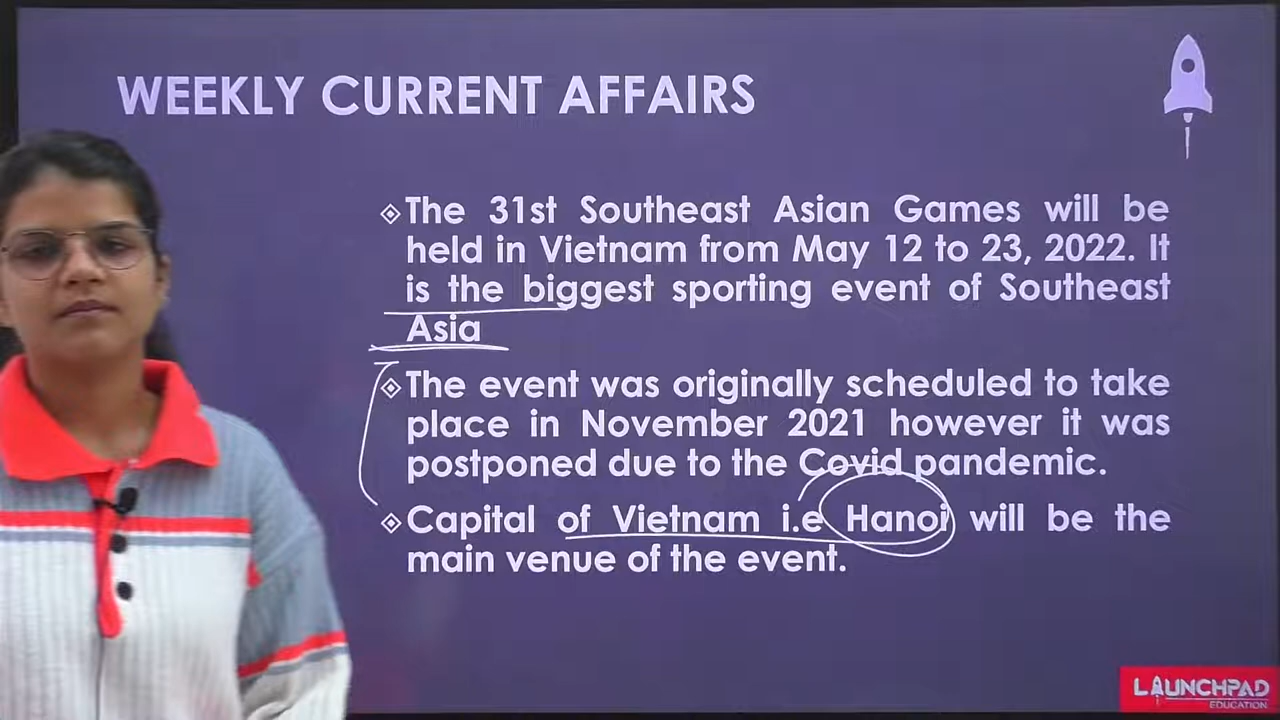 WEEKLY CURRENT AFFAIRS
The 31st Southeast Asian Games will be
held in Vietnam from May 12 to 23, 2022. It
is the biggest sporting event of Southeast
Asia
The event was originally scheduled to take
place in November 2021 however it was
postponed due to the Covid pandemic.
Capital of Vietnam i.e Hanoi will be the
main venue of the event.
LAUNCHPAD
EDUCATION